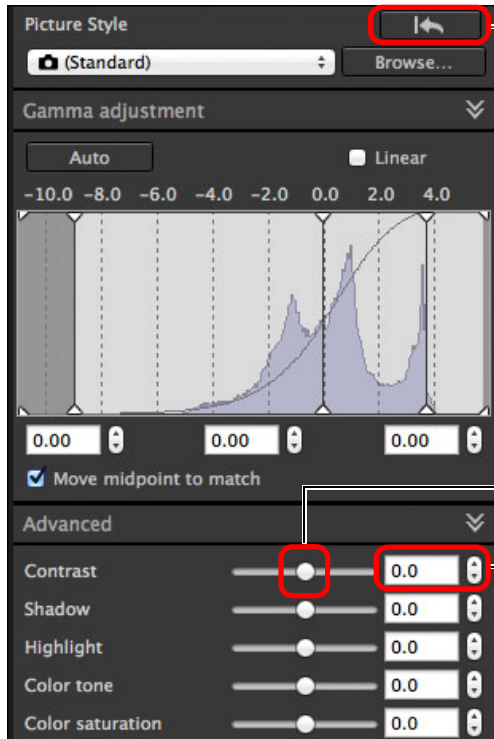 Picture Style
(Standard) Browse...
Gamma adjustment
Auto Linear
-10.0 -8.0 -6.0 -4.0 -2.0 0.0 2.0 4.0
0.00 0.00 0.00
Move midpoint to match
Advanced
Contrast 0.0
Shadow 0.0
Highlight 0.0
Color tone 0.0
Color saturation 0.0